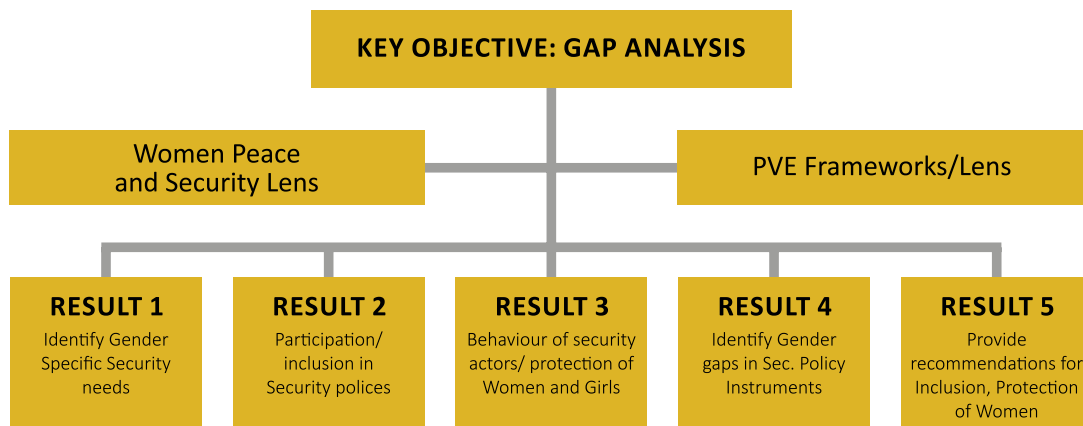 KEY OBJECTIVE: GAP ANALYSIS
Women Peace
and Security Lens
PVE Frameworks/Lens
RESULT 1
Identify Gender
Specific Security
needs
RESULT 2
Participation/
inclusion in
Security polices
RESULT 3
Behaviour of security
actors/ protection of
Women and Girls
RESULT 4
Identify Gender
gaps in Sec. Policy
Instruments
RESULT 5
Provide
recommendations for
Inclusion, Protection
of Women